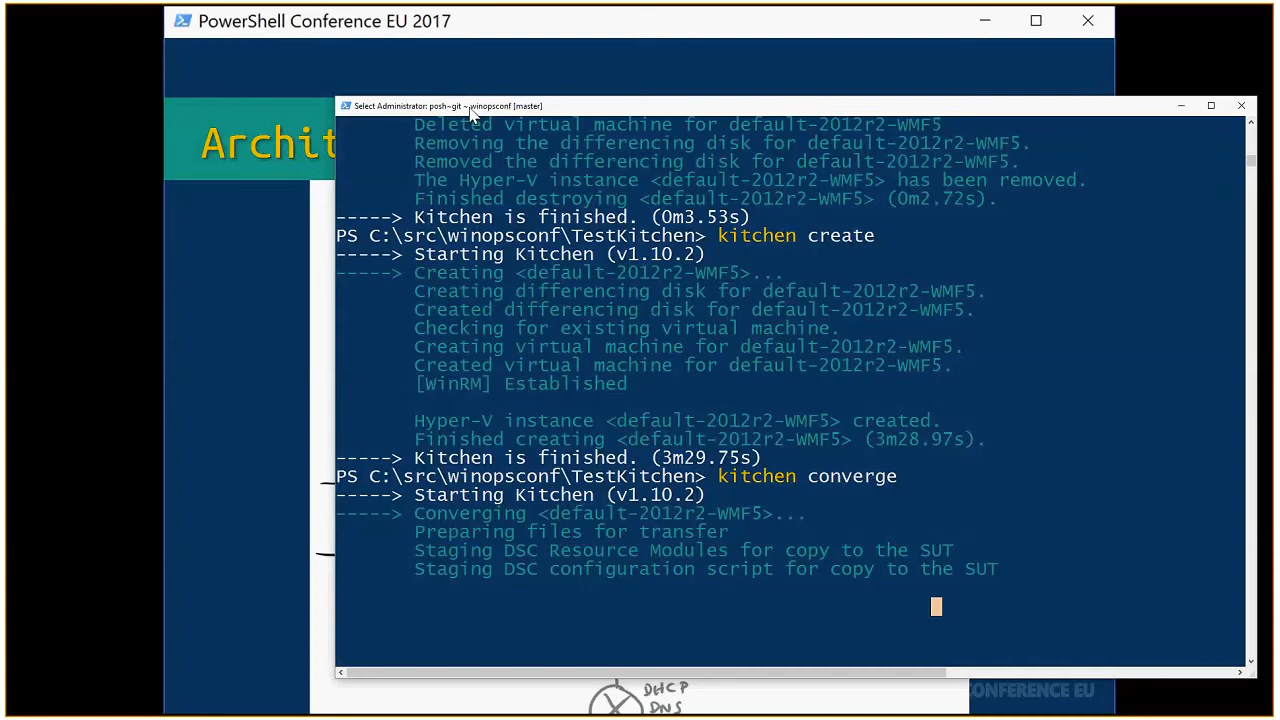 PowerShell Conference EU 2017
Archit
Select Administrator: posh~git ~ winopsconf [master]
Deleted virtual machine for default-2012r2-WMF5
Removing the differencing disk for default-2012r2-WMF5.
Removed the differencing disk for default-2012r2-WMF5.
The Hyper-V instance <default-2012r2-WMF5> has been removed.
Finished destroying <default-2012r2-WMF5> (0m2.72s).
-----> Kitchen is finished. (0m3.53s)
PS C:\src\winopsconf\TestKitchen> kitchen create
-----> Starting Kitchen (v1.10.2)
-----> Creating <default-2012r2-WMF5>...
Creating differencing disk for default-2012r2-WMF5.
Created differencing disk for default-2012r2-WMF5.
Checking for existing virtual machine.
Creating virtual machine for default-2012r2-WMF5.
Created virtual machine for default-2012r2-WMF5.
[WinRM] Established
Hyper-V instance <default-2012r2-WMF5> created.
Finished creating <default-2012r2-WMF5> (3m28.97s).
-----> Kitchen is finished. (3m29.75s)
PS C:\src\winopsconf\TestKitchen> kitchen converge
-----> Starting Kitchen (v1.10.2)
-----> Converging <default-2012r2-WMF5>...
Preparing files for transfer
Staging DSC Resource Modules for copy to the SUT
Staging DSC configuration script for copy to the SUT
DHCP
DNS
CONFERENCE EU